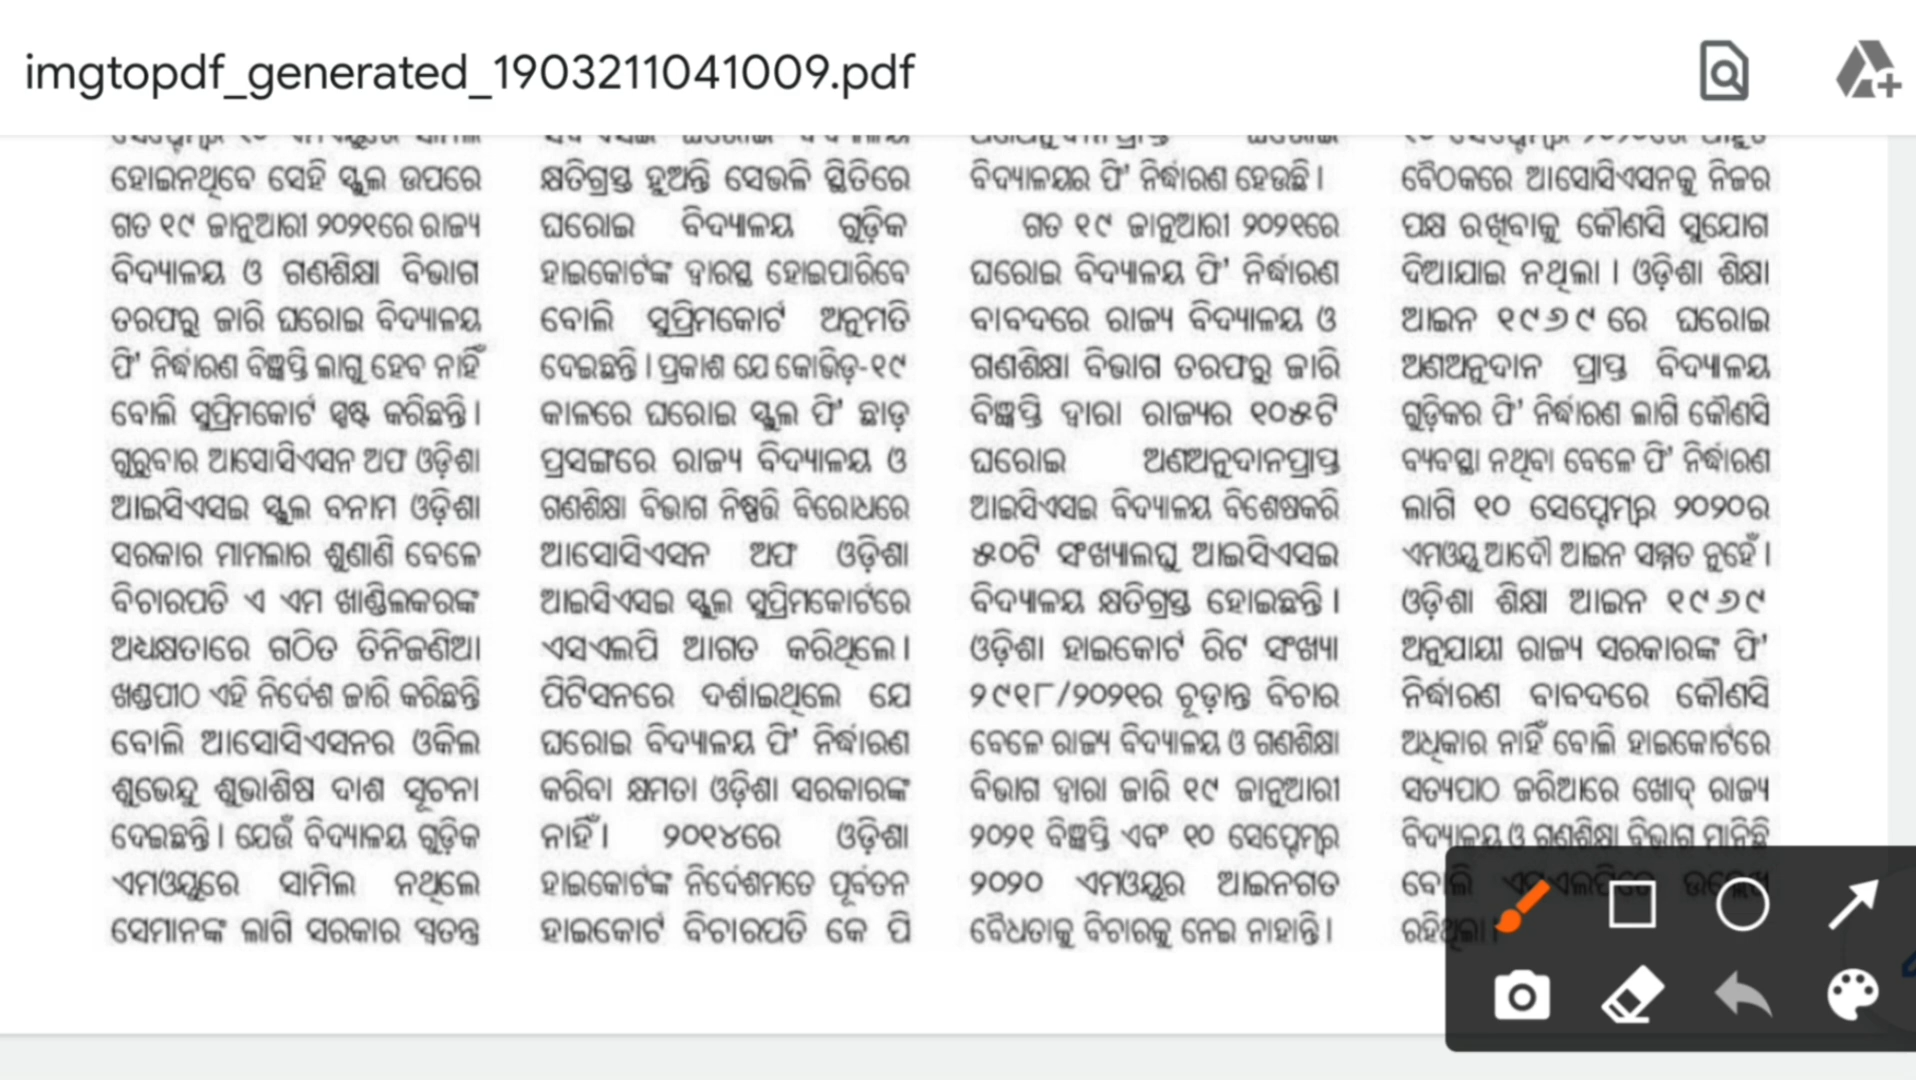 imgtopdf_generated_1903211041009.pdf
ହୋଇନଥିବେ ସେହି ସ୍କୁଲ ଉପରେ
ଗତ ୧୯ ଜାନୁଆରୀ ୨୦୨୧ରେ ରାଜ୍ୟ
ବିଦ୍ୟାଳୟ ଓ ଗଣଶିକ୍ଷା ବିଭାଗ
ତରଫରୁ ଜାରି ଘରୋଇ ବିଦ୍ୟାଳୟ
ଫି' ନିର୍ଦ୍ଧାରଣ ବିଜ୍ଞପ୍ତି ଲାଗୁ ହେବ ନାହିଁ
ବୋଲି ସୁପ୍ରିମକୋର୍ଟ ସ୍ପଷ୍ଟ କରିଛନ୍ତି ।
ଗୁରୁବାର ଆସୋସିଏସନ ଅଫ ଓଡ଼ିଶା
ଆଇସିଏସଇ ସ୍କୁଲ ବନାମ ଓଡ଼ିଶା
ସରକାର ମାମଲାର ଶୁଣାଣି ବେଳେ
ବିଚାରପତି ଏ ଏମ ଖାଣ୍ଡିଲକରଙ୍କ
ଅଧ୍ୟକ୍ଷତାରେ ଗଠିତ ତିନିଜଣିଆ
ଖଣ୍ଡପୀଠ ଏହି ନିର୍ଦେଶ ଜାରି କରିଛନ୍ତି
ବୋଲି ଆସୋସିଏସନର ଓକିଲ
ଶୁଭେନ୍ଦୁ ଶୁଭାଶିଷ ଦାଶ ସୂଚନା
ଦେଇଛନ୍ତି । ଯେଉଁ ବିଦ୍ୟାଳୟ ଗୁଡ଼ିକ
ଏମଓୟୁରେ ସାମିଲ ନଥିଲେ
ସେମାନଙ୍କ ଲାଗି ସରକାର ସ୍ୱତନ୍ତ୍ର
କ୍ଷତିଗ୍ରସ୍ତ ହୁଅନ୍ତି ସେଭଳି ସ୍ଥିତିରେ
ଘରୋଇ ବିଦ୍ୟାଳୟ ଗୁଡ଼ିକ
ହାଇକୋର୍ଟଙ୍କ ଦ୍ୱାରସ୍ଥ ହୋଇପାରିବେ
ବୋଲି ସୁପ୍ରିମକୋର୍ଟ ଅନୁମତି
ଦେଇଛନ୍ତି । ପ୍ରକାଶ ଯେ କୋଭିଡ଼-୧୯
କାଳରେ ଘରୋଇ ସ୍କୁଲ ଫି' ଛାଡ଼
ପ୍ରସଙ୍ଗରେ ରାଜ୍ୟ ବିଦ୍ୟାଳୟ ଓ
ଗଣଶିକ୍ଷା ବିଭାଗ ନିଷ୍ପତ୍ତି ବିରୋଧରେ
ଆସୋସିଏସନ ଅଫ ଓଡ଼ିଶା
ଆଇସିଏସଇ ସ୍କୁଲ ସୁପ୍ରିମକୋର୍ଟରେ
ଏସଏଲପି ଆଗତ କରିଥିଲେ ।
ପିଟିସନରେ ଦର୍ଶାଇଥିଲେ ଯେ
ଘରୋଇ ବିଦ୍ୟାଳୟ ଫି' ନିର୍ଦ୍ଧାରଣ
କରିବା କ୍ଷମତା ଓଡ଼ିଶା ସରକାରଙ୍କ
ନାହିଁ । ୨୦୧୪ରେ ଓଡ଼ିଶା
ହାଇକୋର୍ଟଙ୍କ ନିର୍ଦେଶମତେ ପୂର୍ବତନ
ହାଇକୋର୍ଟ ବିଚାରପତି କେ ପି
ବିଦ୍ୟାଳୟର ଫି' ନିର୍ଦ୍ଧାରଣ ହେଉଛି ।
ଗତ ୧୯ ଜାନୁଆରୀ ୨୦୨୧ରେ
ଘରୋଇ ବିଦ୍ୟାଳୟ ଫି' ନିର୍ଦ୍ଧାରଣ
ବାବଦରେ ରାଜ୍ୟ ବିଦ୍ୟାଳୟ ଓ
ଗଣଶିକ୍ଷା ବିଭାଗ ତରଫରୁ ଜାରି
ବିଜ୍ଞପ୍ତି ଦ୍ୱାରା ରାଜ୍ୟର ୧୦୫ଟି
ଘରୋଇ ଅଣଅନୁଦାନପ୍ରାପ୍ତ
ଆଇସିଏସଇ ବିଦ୍ୟାଳୟ ବିଶେଷକରି
୫୦ଟି ସଂଖ୍ୟାଲଘୁ ଆଇସିଏସଇ
ବିଦ୍ୟାଳୟ କ୍ଷତିଗ୍ରସ୍ତ ହୋଇଛନ୍ତି ।
ଓଡ଼ିଶା ହାଇକୋର୍ଟ ରିଟ ସଂଖ୍ୟା
୨୯୧୮/୨୦୨୧ର ଚୂଡ଼ାନ୍ତ ବିଚାର
ବେଳେ ରାଜ୍ୟ ବିଦ୍ୟାଳୟ ଓ ଗଣଶିକ୍ଷା
ବିଭାଗ ଦ୍ୱାରା ଜାରି ୧୯ ଜାନୁଆରୀ
୨୦୨୧ ବିଜ୍ଞପ୍ତି ଏବଂ ୧୦ ସେପ୍ଟେମ୍ବର
୨୦୨୦ ଏମଓୟୁର ଆଇନଗତ
ବୈଧତାକୁ ବିଚାରକୁ ନେଇ ନାହାନ୍ତି ।
ବୈଠକରେ ଆସୋସିଏସନକୁ ନିଜର
ପକ୍ଷ ରଖିବାକୁ କୌଣସି ସୁଯୋଗ
ଦିଆଯାଇ ନଥିଲା । ଓଡ଼ିଶା ଶିକ୍ଷା
ଆଇନ ୧୯୬୯ ରେ ଘରୋଇ
ଅଣଅନୁଦାନ ପ୍ରାପ୍ତ ବିଦ୍ୟାଳୟ
ଗୁଡ଼ିକର ଫି' ନିର୍ଦ୍ଧାରଣ ଲାଗି କୌଣସି
ବ୍ୟବସ୍ଥା ନଥିବା ବେଳେ ଫି' ନିର୍ଦ୍ଧାରଣ
ଲାଗି ୧୦ ସେପ୍ଟେମ୍ବର ୨୦୨୦ର
ଏମଓୟୁ ଆଦୌ ଆଇନ ସମ୍ମତ ନୁହେଁ ।
ଓଡ଼ିଶା ଶିକ୍ଷା ଆଇନ ୧୯୬୯
ଅନୁଯାୟୀ ରାଜ୍ୟ ସରକାରଙ୍କ ଫି'
ନିର୍ଦ୍ଧାରଣ ବାବଦରେ କୌଣସି
ଅଧିକାର ନାହିଁ ବୋଲି ହାଇକୋର୍ଟରେ
ସତ୍ୟପାଠ ଜରିଆରେ ଖୋଦ୍ ରାଜ୍ୟ
ବିଦ୍ୟାଳୟ ଓ ଗଣଶିକ୍ଷା ବିଭାଗ ମାନିଛି
ବୋଲି ଏସଏଲପିରେ ଉଲ୍ଲେଖ
ରହିଥିଲା ।